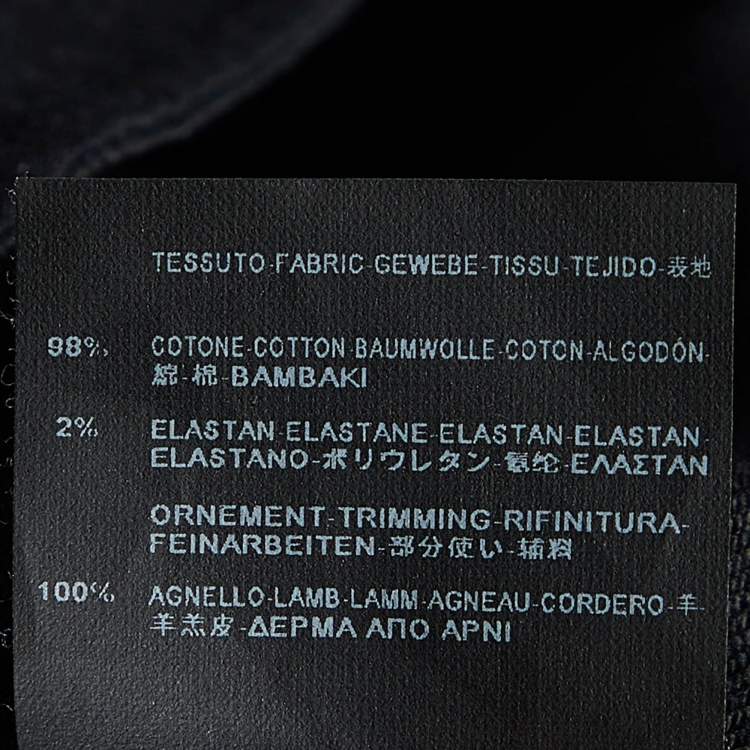 TESSUTO-FABRIC-GEWEBE-TISSU-TEJIDO-表地
98% COTONE-COTTON-BAUMWOLLE-COTON-ALGODÓN-
綿-棉-BAMBAKI
2% ELASTAN-ELASTANE-ELASTAN-ELASTAN-
ELASTANO-ポリウレタン-氨纶-ΕΛΑΣΤΑΝ
ORNEMENT-TRIMMING-RIFINITURA-
FEINARBEITEN-部分使い-辅料
100% AGNELLO-LAMB-LAMM-AGNEAU-CORDERO-羊-
羊羔皮-ΔΕΡΜΑ ΑΠΟ ΑΡΝΙ